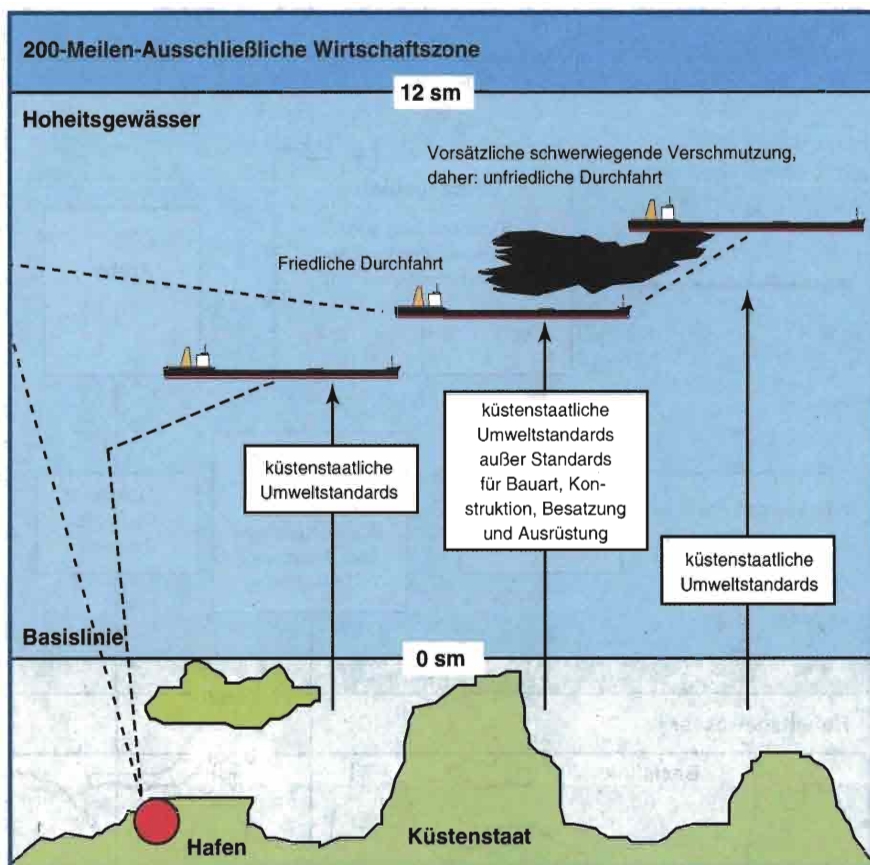 200-Meilen-Ausschließliche Wirtschaftszone
12 sm
Hoheitsgewässer
Vorsätzliche schwerwiegende Verschmutzung,
daher: unfriedliche Durchfahrt
Friedliche Durchfahrt
küstenstaatliche
Umweltstandards
küstenstaatliche
Umweltstandards
außer Standards
für Bauart, Kon-
struktion, Besatzung
und Ausrüstung
küstenstaatliche
Umweltstandards
Basislinie
0 sm
Hafen
Küstenstaat